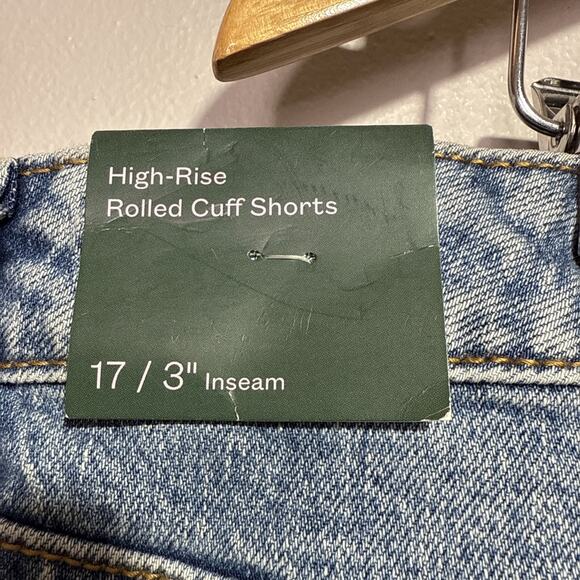 High-Rise
Rolled Cuff Shorts
17 / 3" Inseam